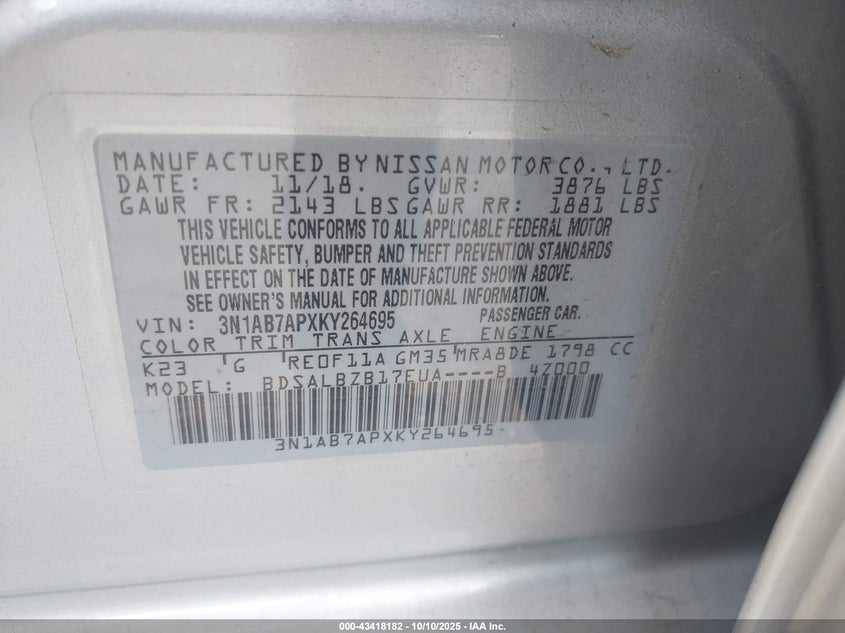 MANUFACTURED BY NISSAN MOTOR CO., LTD.
DATE: 11/18. GVWR: 3876 LBS
GAWR FR: 2143 LBS GAWR RR: 1881 LBS
THIS VEHICLE CONFORMS TO ALL APPLICABLE FEDERAL MOTOR
VEHICLE SAFETY, BUMPER AND THEFT PREVENTION STANDARDS
IN EFFECT ON THE DATE OF MANUFACTURE SHOWN ABOVE.
SEE OWNER'S MANUAL FOR ADDITIONAL INFORMATION.
VIN: 3N1AB7APXKY264695 PASSENGER CAR.
COLOR TRIM TRANS AXLE ENGINE
K23 G RE0F11A GM35 MRA8DE 1798 CC
MODEL: BDSALBZB17EUA----B 47000
3N1AB7APXKY264695
000-43418182 - 10/10/2025 - IAA Inc.